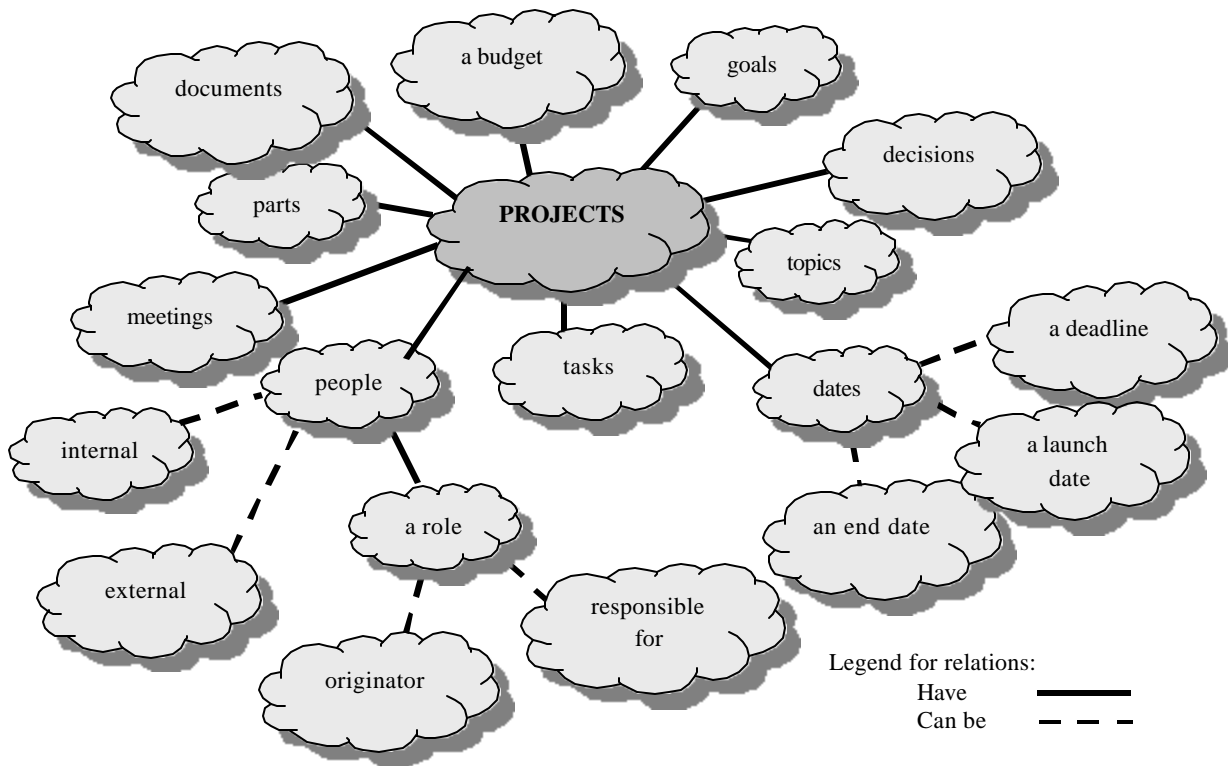 a budget
goals
documents
decisions
parts
PROJECTS
topics
meetings
a deadline
people
tasks
dates
internal
a launch
date
a role
an end date
external
responsible
for
originator
Legend for relations:
Have
Can be